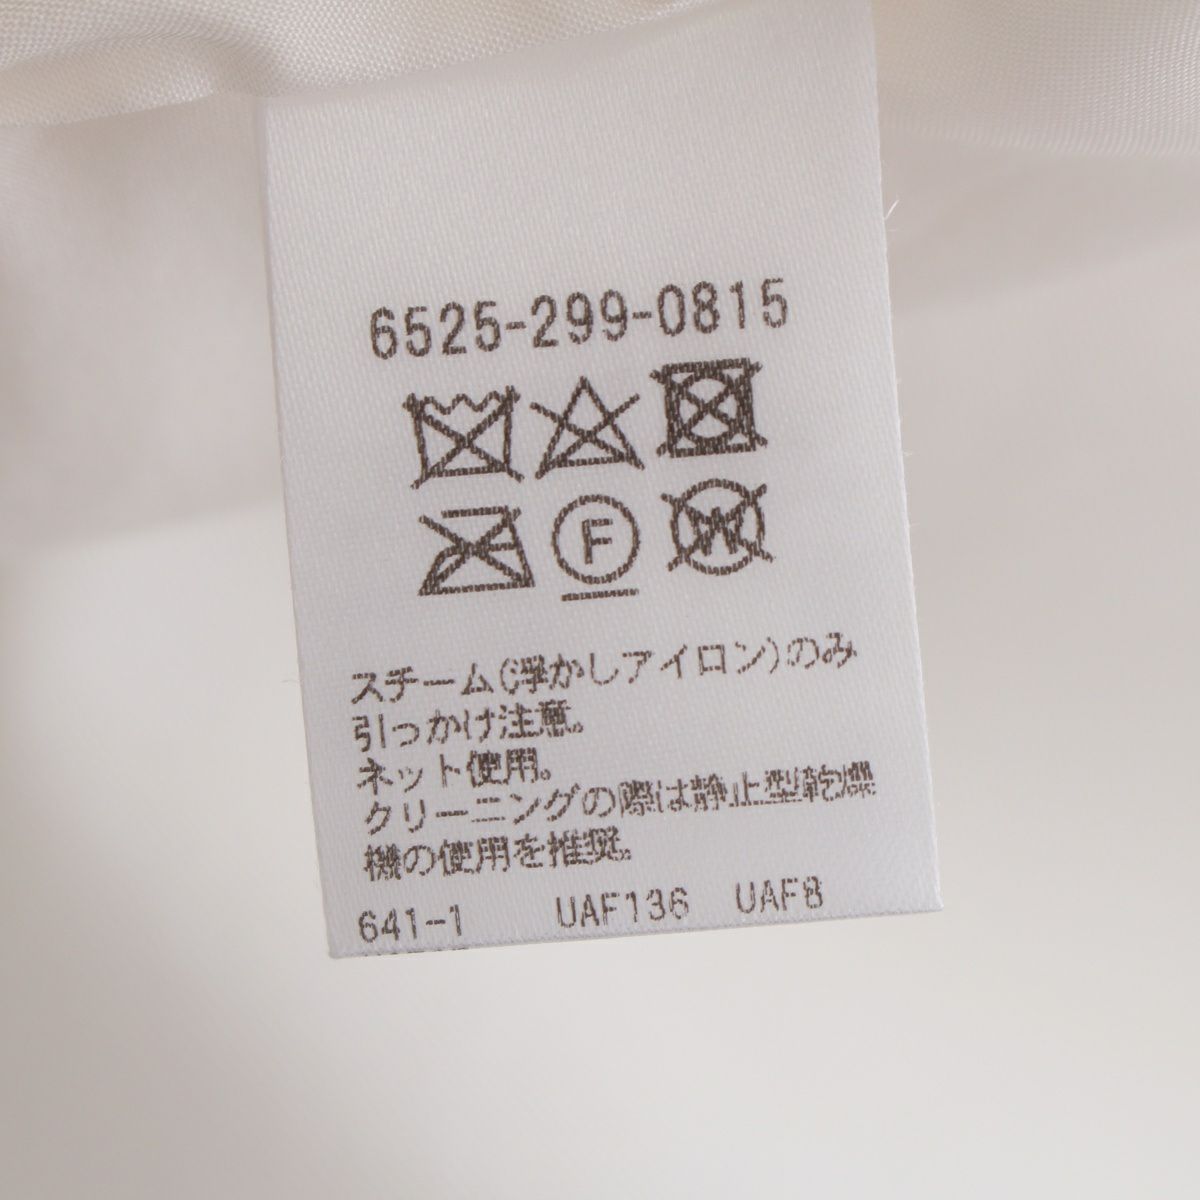 6525-299-0815
F
W
スチーム(浮かしアイロン)のみ
引っかけ注意。
ネット使用。
クリーニングの際は静止型乾燥
機の使用を推奨。
641-1 UAF136 UAF8